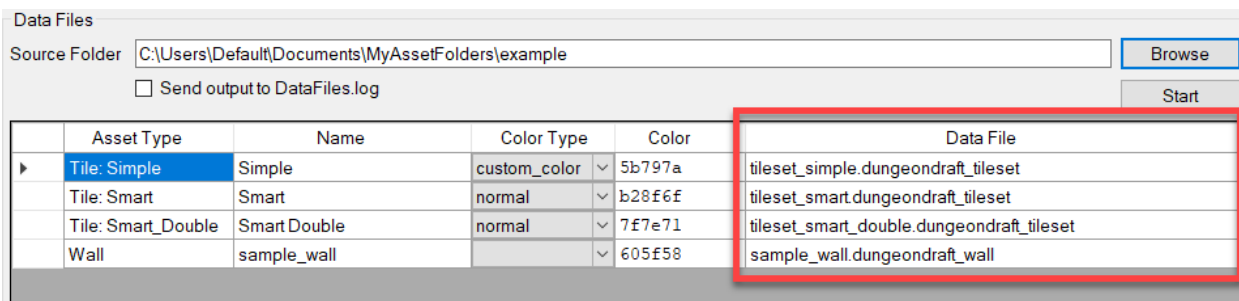 Data Files
Source Folder C:\Users\Default\Documents\MyAssetFolders\example Browse
Send output to DataFiles.log Start
Asset Type Name Color Type Color Data File
Tile: Simple Simple custom_color 5b797a tileset_simple.dungeondraft_tileset
Tile: Smart Smart normal b28f6f tileset_smart.dungeondraft_tileset
Tile: Smart_Double Smart Double normal 7f7e71 tileset_smart_double.dungeondraft_tileset
Wall sample_wall 605f58 sample_wall.dungeondraft_wall